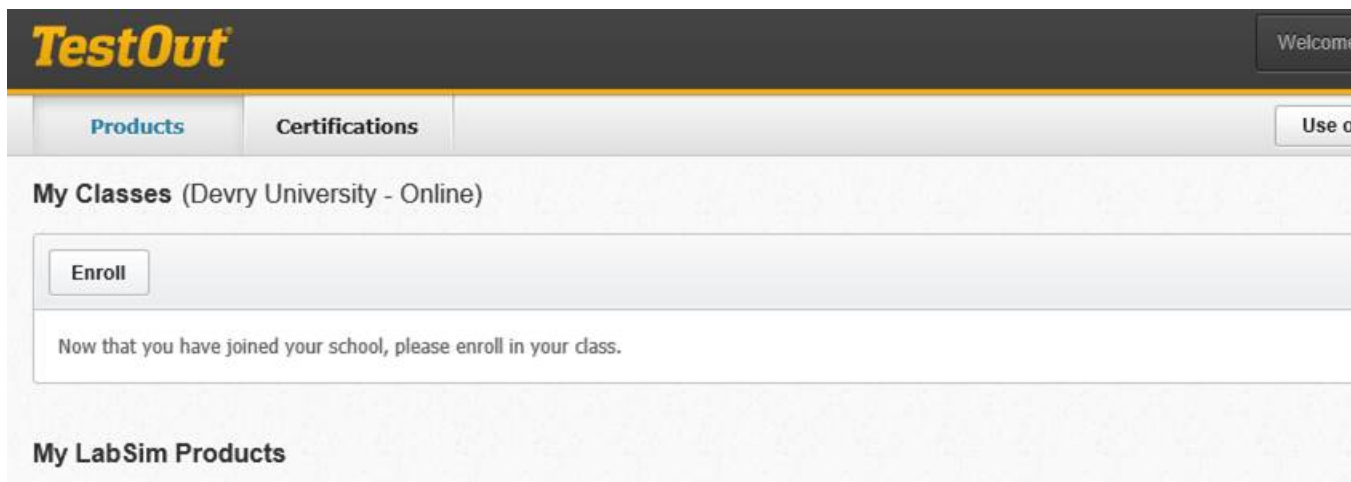 TestOut
Welcome
Products Certifications
My Classes (Devry University - Online)
Enroll
Now that you have joined your school, please enroll in your class.
My LabSim Products